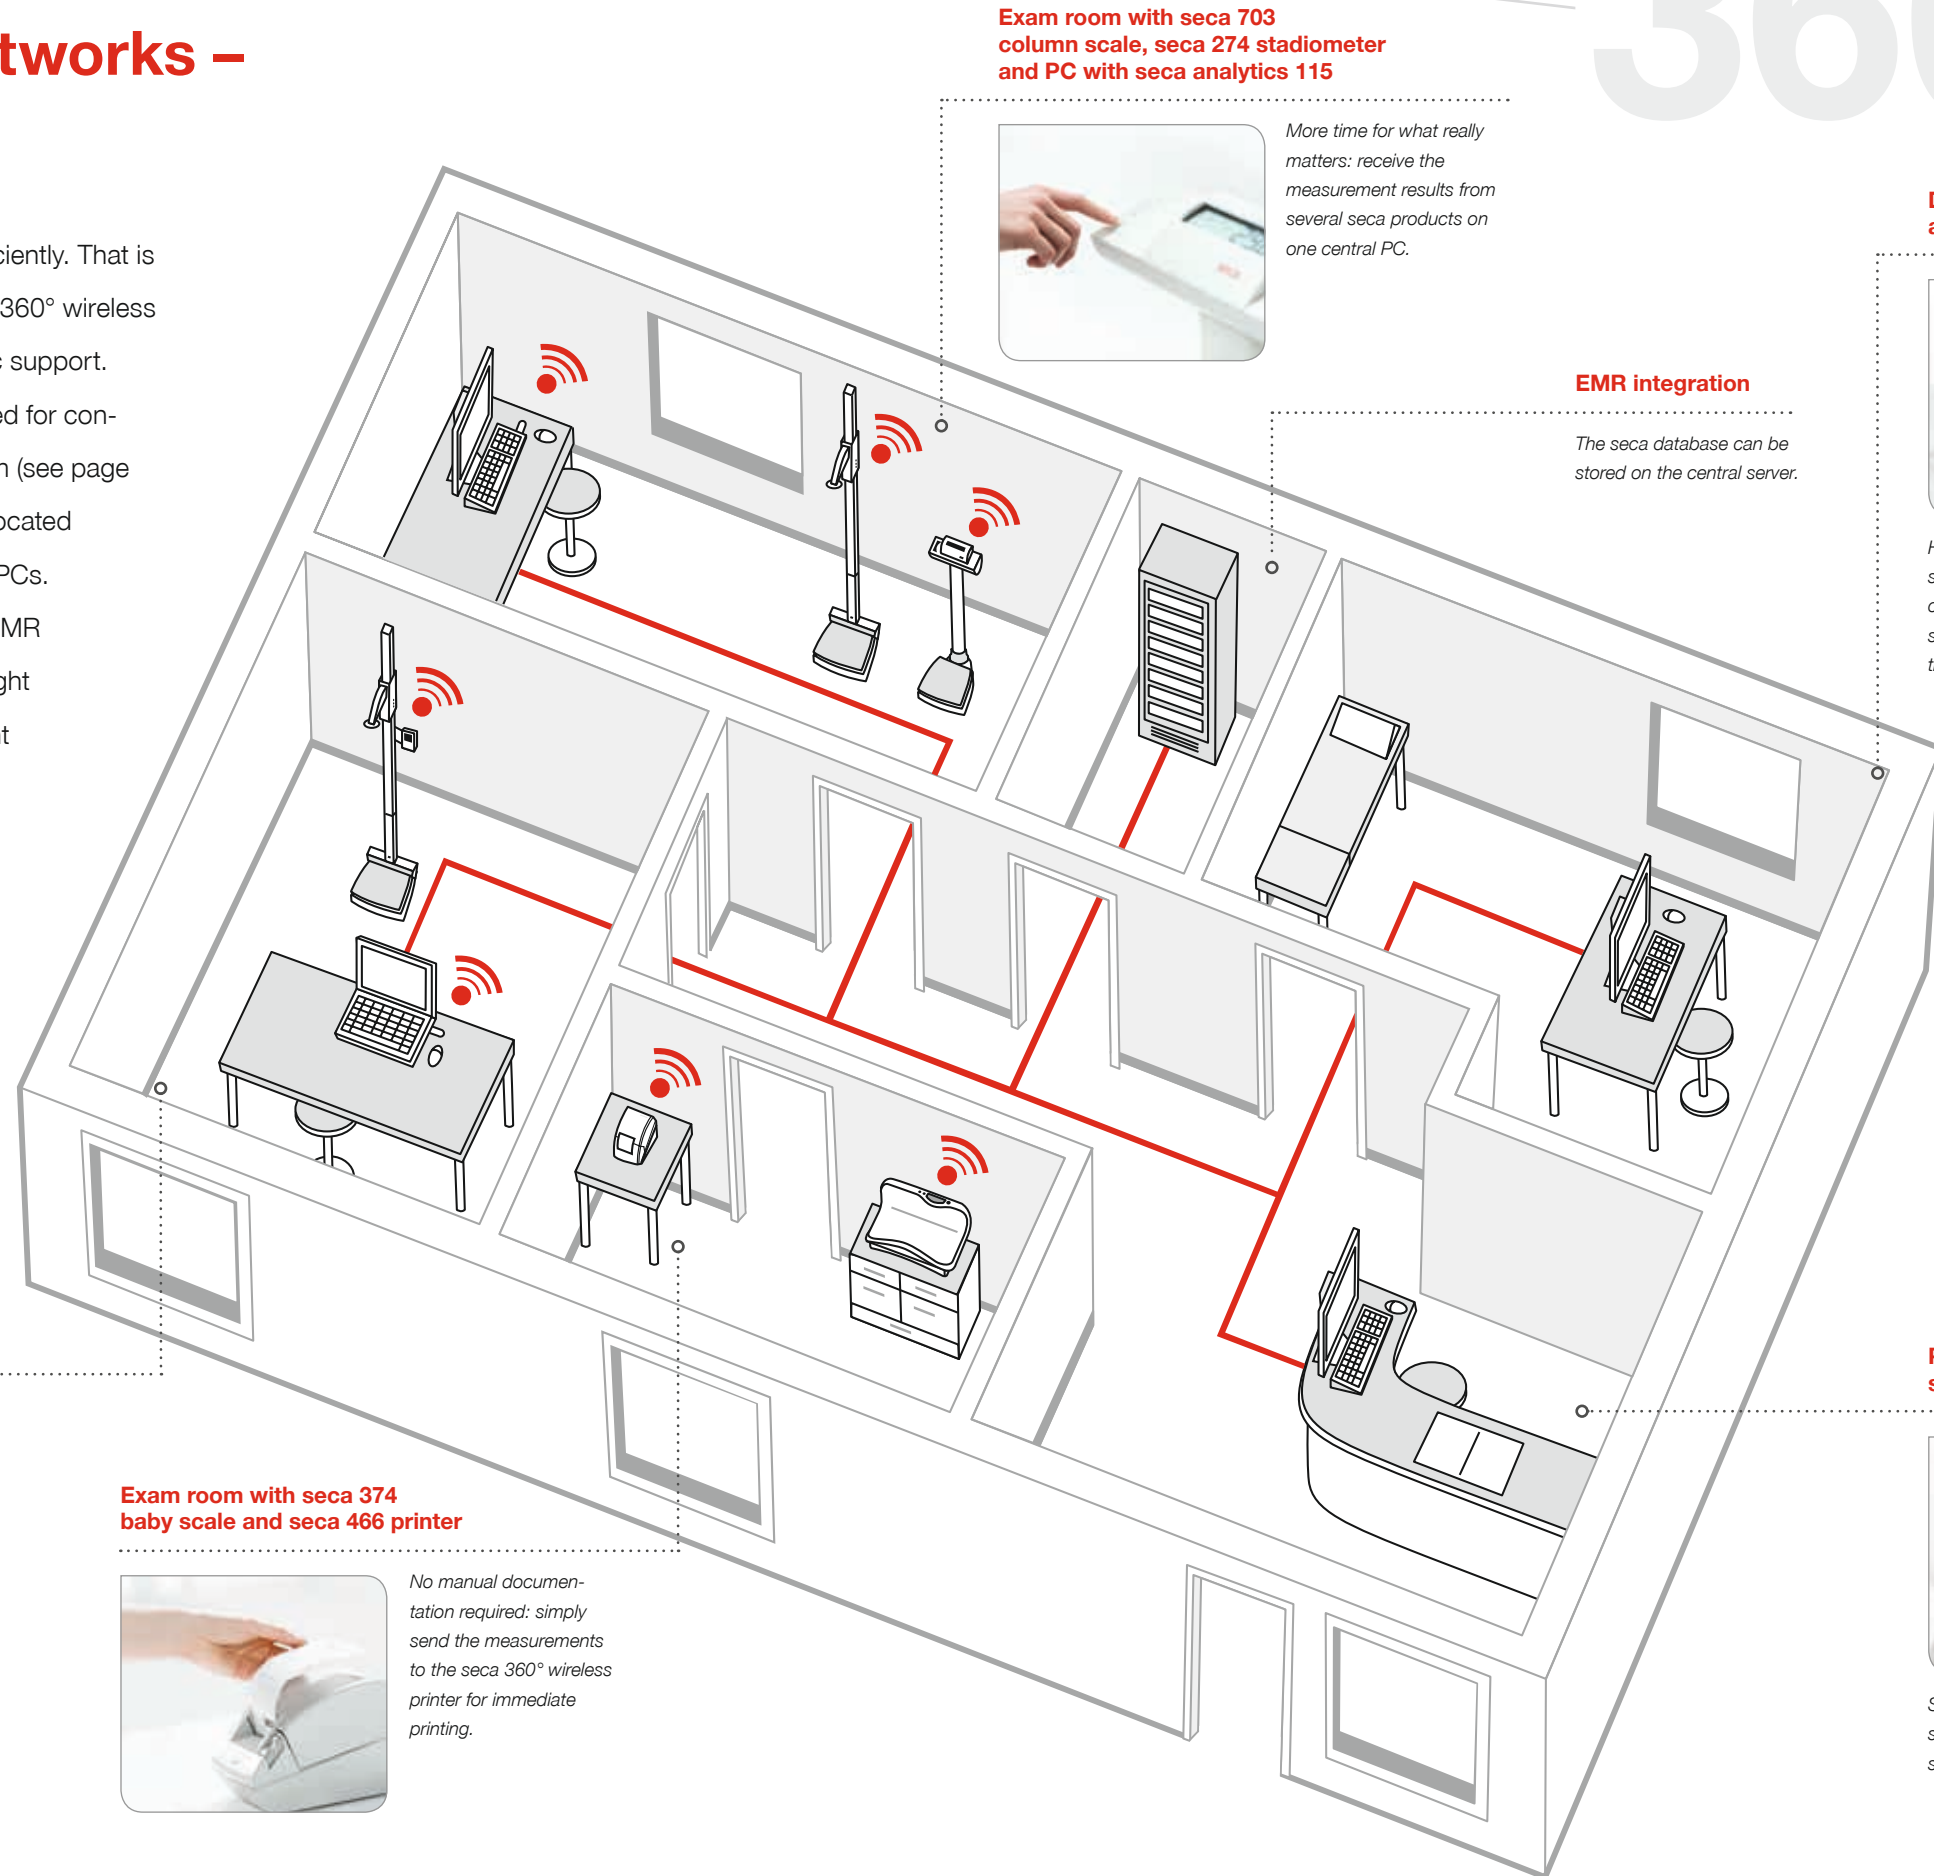 tworks –
ciently. That is
360° wireless
support.
ed for con-
(see page
ocated
PCs.
MR
ght
Exam room with seca 703
column scale, seca 274 stadiometer
and PC with seca analytics 115
More time for what really
matters: receive the
measurement results from
several seca products on
one central PC.
360
EMR integration
The seca database can be
stored on the central server.
Exam room with seca 374
baby scale and seca 466 printer
No manual documen-
tation required: simply
send the measurements
to the seca 360° wireless
printer for immediate
printing.